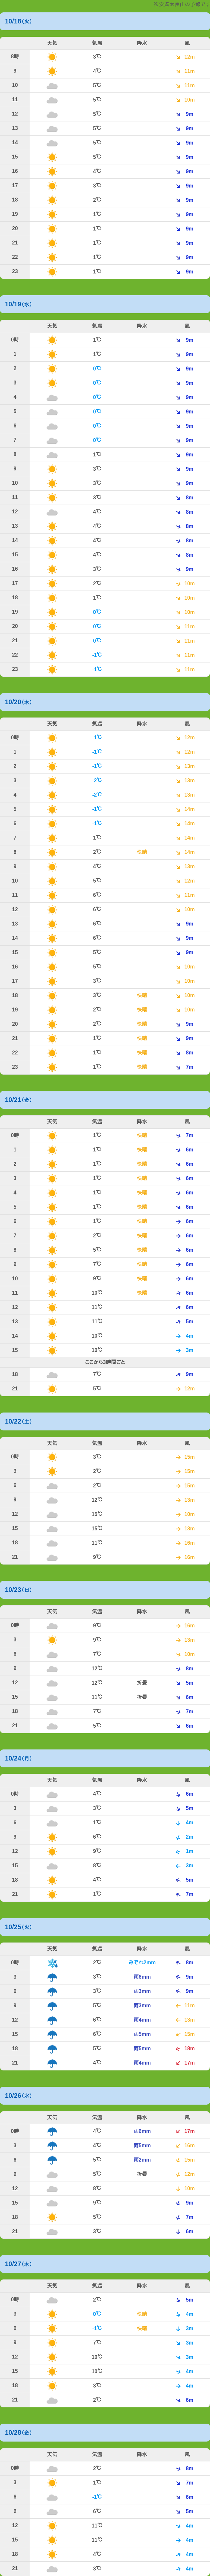 10/18(火)
天気 気温 降水 風
8時 3℃ 12m
9 4℃ 11m
10 5℃ 11m
11 5℃ 10m
12 5℃ 9m
13 5℃ 9m
14 5℃ 9m
15 5℃ 9m
16 4℃ 9m
17 3℃ 9m
18 2℃ 9m
19 1℃ 9m
20 1℃ 9m
21 1℃ 9m
22 1℃ 9m
23 1℃ 9m
10/19(水)
天気 気温 降水 風
0時 1℃ 9m
1 1℃ 9m
2 0℃ 9m
3 0℃ 9m
4 0℃ 9m
5 0℃ 9m
6 0℃ 9m
7 0℃ 9m
8 1℃ 9m
9 3℃ 9m
10 3℃ 9m
11 3℃ 8m
12 4℃ 8m
13 4℃ 8m
14 4℃ 8m
15 4℃ 8m
16 3℃ 9m
17 2℃ 10m
18 1℃ 10m
19 0℃ 10m
20 0℃ 11m
21 0℃ 11m
22 -1℃ 11m
23 -1℃ 11m
10/20(木)
天気 気温 降水 風
0時 -1℃ 12m
1 -1℃ 12m
2 -1℃ 13m
3 -2℃ 13m
4 -2℃ 13m
5 -1℃ 14m
6 -1℃ 14m
7 1℃ 14m
8 2℃ 快晴 14m
9 4℃ 13m
10 5℃ 12m
11 6℃ 11m
12 6℃ 10m
13 6℃ 9m
14 6℃ 9m
15 5℃ 9m
16 5℃ 10m
17 3℃ 10m
18 3℃ 快晴 10m
19 2℃ 快晴 10m
20 2℃ 快晴 9m
21 1℃ 快晴 9m
22 1℃ 快晴 8m
23 1℃ 快晴 7m
10/21(金)
天気 気温 降水 風
0時 1℃ 快晴 7m
1 1℃ 快晴 6m
2 1℃ 快晴 6m
3 1℃ 快晴 6m
4 1℃ 快晴 6m
5 1℃ 快晴 6m
6 1℃ 快晴 6m
7 2℃ 快晴 6m
8 5℃ 快晴 6m
9 7℃ 快晴 6m
10 9℃ 快晴 6m
11 10℃ 快晴 6m
12 11℃ 6m
13 11℃ 5m
14 10℃ 4m
15 10℃ 3m
ここから3時間ごと
18 7℃ 9m
21 5℃ 12m
10/22(土)
天気 気温 降水 風
0時 3℃ 15m
3 2℃ 15m
6 2℃ 15m
9 12℃ 13m
12 15℃ 10m
15 15℃ 13m
18 11℃ 16m
21 9℃ 16m
10/23(日)
天気 気温 降水 風
0時 9℃ 16m
3 9℃ 13m
6 7℃ 10m
9 12℃ 8m
12 12℃ 折畳 5m
15 11℃ 折畳 6m
18 7℃ 7m
21 5℃ 6m
10/24(月)
天気 気温 降水 風
0時 4℃ 6m
3 3℃ 5m
6 1℃ 4m
9 6℃ 2m
12 9℃ 1m
15 8℃ 3m
18 4℃ 5m
21 1℃ 7m
10/25(火)
天気 気温 降水 風
0時 2℃ みぞれ2mm 8m
3 3℃ 雨6mm 9m
6 3℃ 雨3mm 9m
9 5℃ 雨3mm 11m
12 6℃ 雨4mm 13m
15 6℃ 雨5mm 15m
18 5℃ 雨5mm 18m
21 4℃ 雨4mm 17m
10/26(水)
天気 気温 降水 風
0時 4℃ 雨6mm 17m
3 4℃ 雨5mm 16m
6 5℃ 雨2mm 15m
9 5℃ 折畳 12m
12 8℃ 10m
15 9℃ 9m
18 5℃ 7m
21 3℃ 6m
10/27(木)
天気 気温 降水 風
0時 2℃ 5m
3 0℃ 快晴 4m
6 -1℃ 快晴 3m
9 7℃ 3m
12 10℃ 3m
15 10℃ 4m
18 3℃ 4m
21 2℃ 6m
10/28(金)
天気 気温 降水 風
0時 2℃ 8m
3 1℃ 7m
6 -1℃ 6m
9 6℃ 5m
12 11℃ 4m
15 11℃ 4m
18 4℃ 4m
21 3℃ 4m